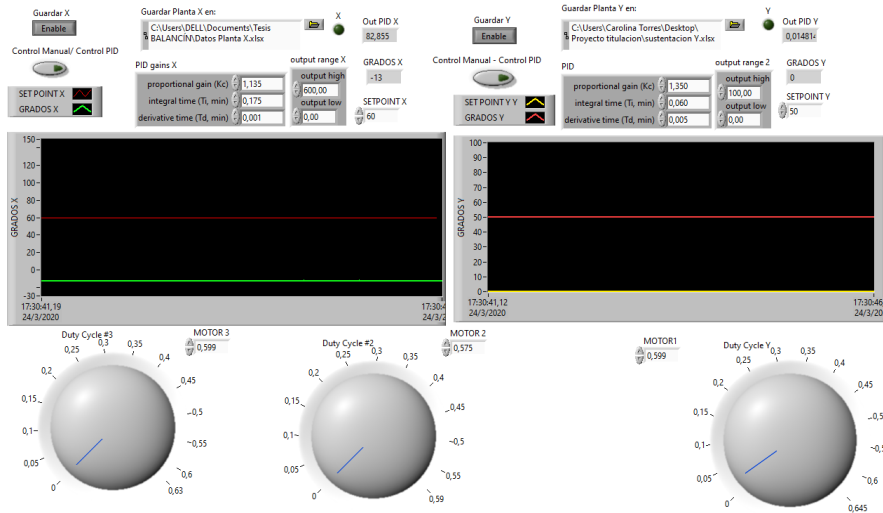 Guardar X
Enable
Guardar Planta X en:
C:\Users\DELL\Documents\Tesis
BALANCÍN\Datos Planta X.xlsx
X
Out PID X
82,855
Control Manual/ Control PID
PID gains X
proportional gain (Kc)
1,135
integral time (Ti, min)
0,175
derivative time (Td, min)
0,001
output range X
output high
600,00
output low
0,00
GRADOS X
-13
SETPOINT X
60
SET POINT X
GRADOS X
Guardar Y
Enable
Guardar Planta Y en:
C:\Users\Carolina Torres\Desktop\
Proyecto titulacion\sustentacion Y.xlsx
Y
Out PID Y
0,01481
Control Manual - Control PID
PID
proportional gain (Kc)
1,350
integral time (Ti, min)
0,060
derivative time (Td, min)
0,005
output range 2
output high
100,00
output low
0,00
GRADOS Y
0
SETPOINT Y
50
SET POINT Y Y
GRADOS Y
GRADOS X
150
120
100
80
60
40
20
0
-30
17:30:41,19
24/3/2020
17:30:4
24/3/2
GRADOS Y
100
90
80
70
60
50
40
30
20
10
0
17:30:41,12
24/3/2020
17:30:46
24/3/20
Duty Cycle #3
0
0,05
0,1
0,15
0,2
0,25
0,3
0,35
0,4
0,45
0,5
0,55
0,6
0,63
MOTOR 3
0,599
Duty Cycle #2
0
0,05
0,1
0,15
0,2
0,25
0,3
0,35
0,4
0,45
0,5
0,55
0,59
MOTOR 2
0,575
MOTOR1
0,599
Duty Cycle Y
0
0,05
0,1
0,15
0,2
0,25
0,3
0,35
0,4
0,45
0,5
0,55
0,6
0,645